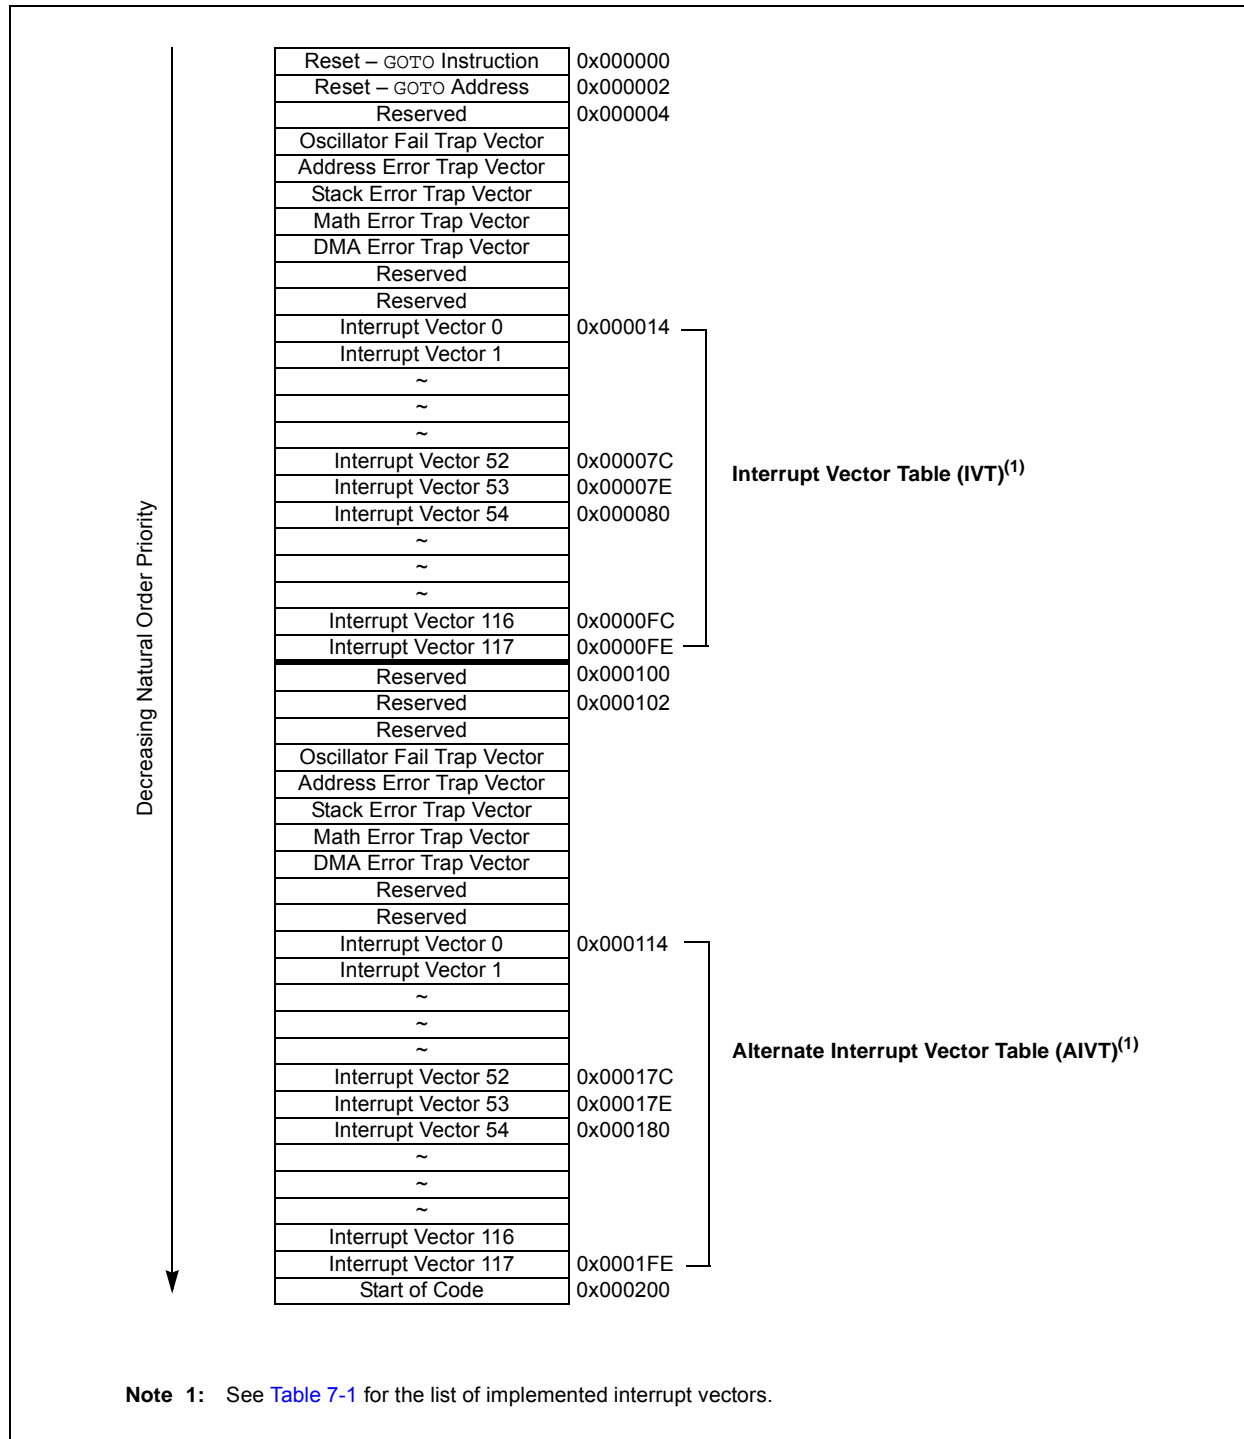 Decreasing Natural Order Priority
Reset – GOTO Instruction 0x000000
Reset – GOTO Address 0x000002
Reserved 0x000004
Oscillator Fail Trap Vector
Address Error Trap Vector
Stack Error Trap Vector
Math Error Trap Vector
DMA Error Trap Vector
Reserved
Reserved
Interrupt Vector 0 0x000014
Interrupt Vector 1
~
~
~
Interrupt Vector 52 0x00007C
Interrupt Vector Table (IVT)(1)
Interrupt Vector 53 0x00007E
Interrupt Vector 54 0x000080
~
~
~
Interrupt Vector 116 0x0000FC
Interrupt Vector 117 0x0000FE
Reserved 0x000100
Reserved 0x000102
Reserved
Oscillator Fail Trap Vector
Address Error Trap Vector
Stack Error Trap Vector
Math Error Trap Vector
DMA Error Trap Vector
Reserved
Reserved
Interrupt Vector 0 0x000114
Interrupt Vector 1
~
~
~
Alternate Interrupt Vector Table (AIVT)(1)
Interrupt Vector 52 0x00017C
Interrupt Vector 53 0x00017E
Interrupt Vector 54 0x000180
~
~
~
Interrupt Vector 116
Interrupt Vector 117 0x0001FE
Start of Code 0x000200
Note 1: See Table 7-1 for the list of implemented interrupt vectors.